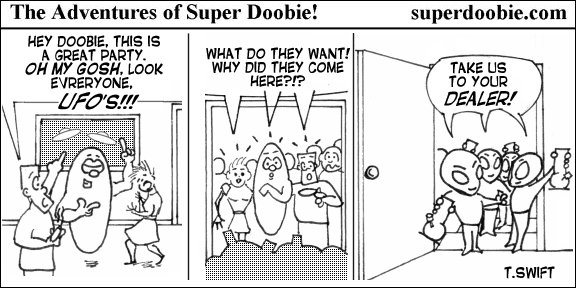 The Adventures of Super Doobie! superdoobie.com
HEY DOOBIE, THIS IS
A GREAT PARTY.
OH MY GOSH, LOOK
EVRERYONE,
UFO'S!!!
WHAT DO THEY WANT!
WHY DID THEY COME
HERE?!?
TAKE US
TO YOUR
DEALER!
T.SWIFT